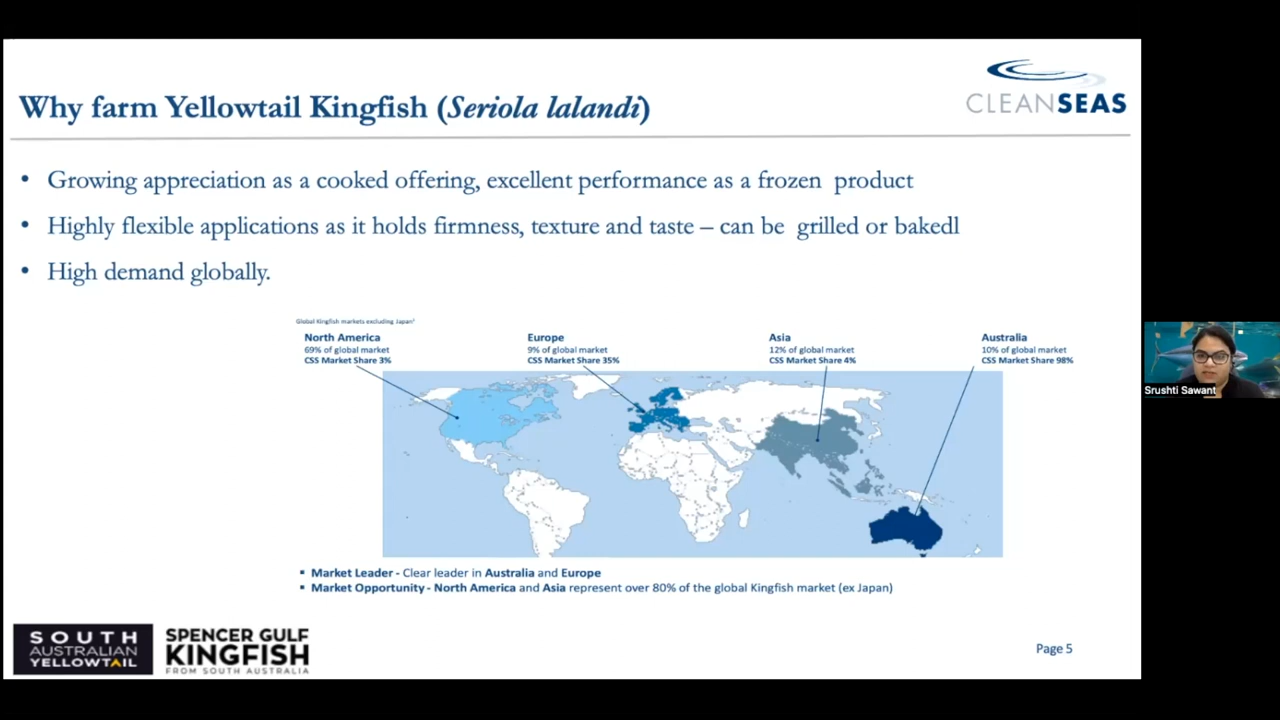 Why farm Yellowtail Kingfish (Seriola lalandi)
CLEANSEAS
• Growing appreciation as a cooked offering, excellent performance as a frozen product
• Highly flexible applications as it holds firmness, texture and taste – can be grilled or bakedl
• High demand globally.
Global Kingfish markets excluding Japan¹
North America
69% of global market
CSS Market Share 3%
Europe
9% of global market
CSS Market Share 35%
Asia
12% of global market
CSS Market Share 4%
Australia
10% of global market
CSS Market Share 98%
Srushti Sawant
▪ Market Leader - Clear leader in Australia and Europe
▪ Market Opportunity - North America and Asia represent over 80% of the global Kingfish market (ex Japan)
SOUTH
AUSTRALIAN
YELLOWTAIL
SPENCER GULF
KINGFISH
FROM SOUTH AUSTRALIA
Page 5